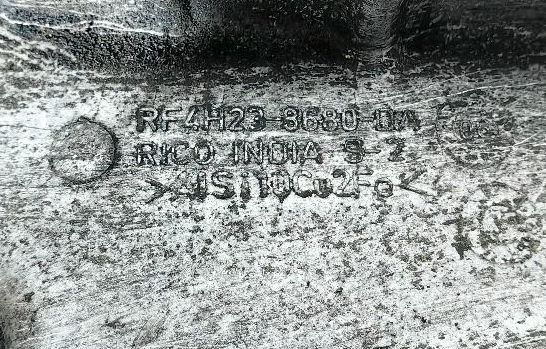 RF4H23-8680-DA
RICO INDIA S-2
>AlSi10Cu2Fe<